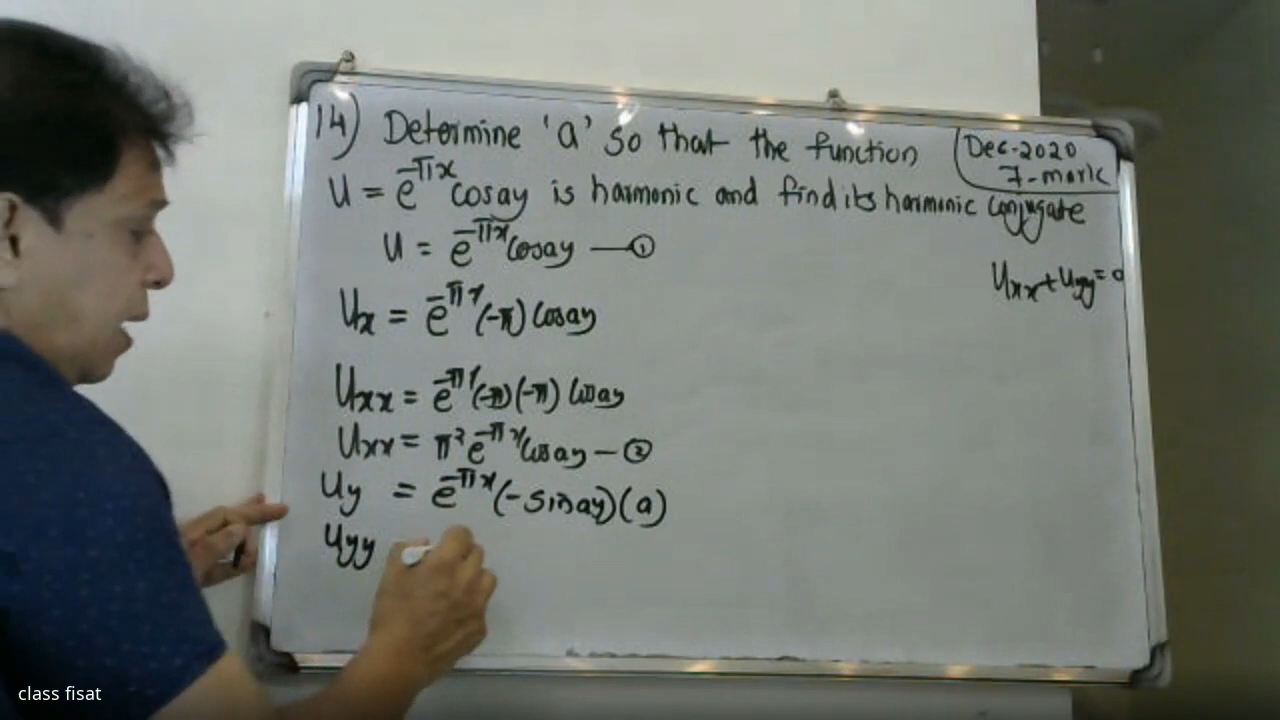 14) Determine 'a' so that the function
Dec-2020
7-mark
U = e^-πx cosay is harmonic and find its harmonic conjugate
U = e^-πx cosay — ①
Uxx + Uyy = 0
Ux = e^-πx (-π) cosay
Uxx = e^-πx (-π)(-π) cosay
Uxx = π² e^-πx cosay — ②
Uy = e^-πx (-sinay)(a)
Uyy
class fisat